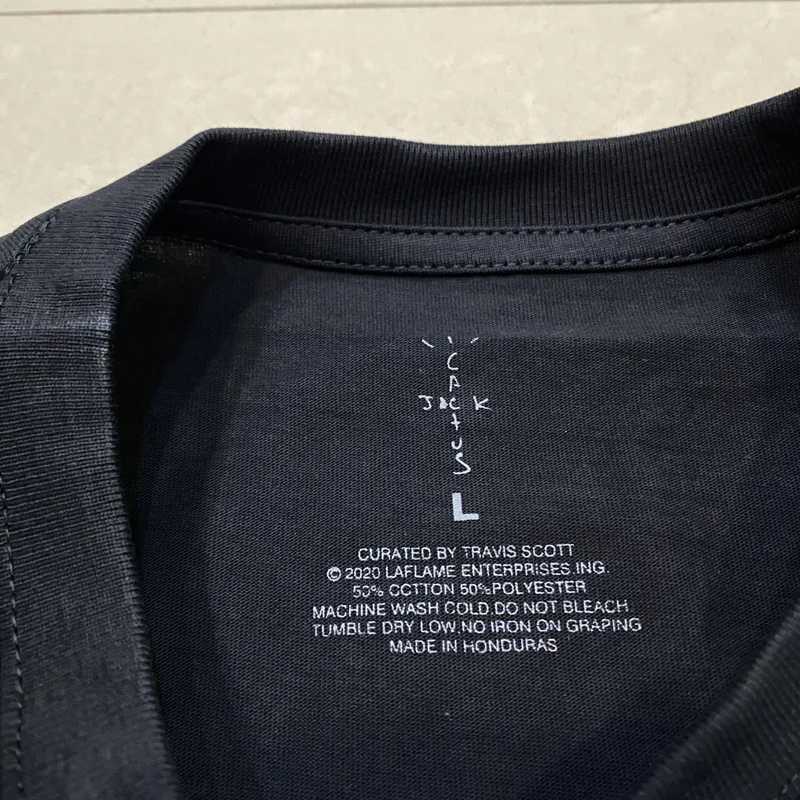 CACTUS
JACK
L
CURATED BY TRAVIS SCOTT
© 2020 LAFLAME ENTERPRISES.ING.
50% CCTTON 50%POLYESTER
MACHINE WASH COLD.DO NOT BLEACH
TUMBLE DRY LOW.NO IRON ON GRAPING
MADE IN HONDURAS